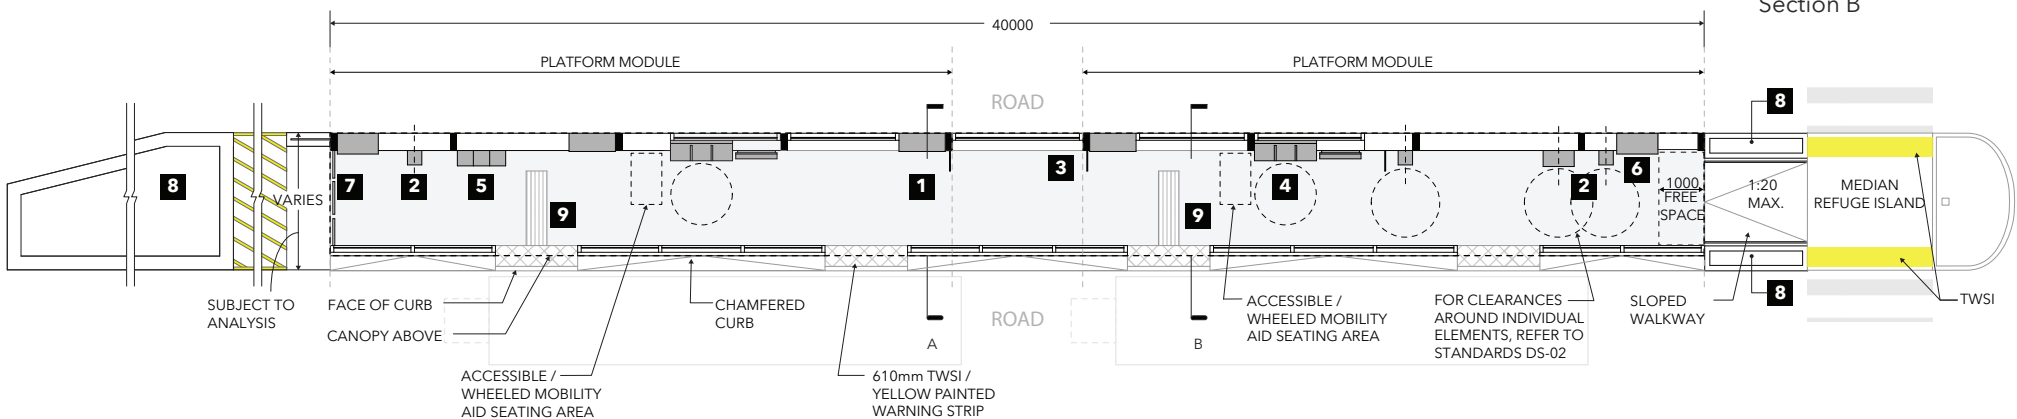 Section B
40000
PLATFORM MODULE
PLATFORM MODULE
ROAD
8
8
7
2
5
1
3
4
2
6
VARIES
9
9
1000
FREE
SPACE
1:20
MAX.
MEDIAN
REFUGE ISLAND
SUBJECT TO
ANALYSIS
FACE OF CURB
CANOPY ABOVE
ACCESSIBLE /
WHEELED MOBILITY
AID SEATING AREA
CHAMFERED
CURB
610mm TWSI /
YELLOW PAINTED
WARNING STRIP
A
ROAD
B
ACCESSIBLE /
WHEELED MOBILITY
AID SEATING AREA
FOR CLEARANCES
AROUND INDIVIDUAL
ELEMENTS, REFER TO
STANDARDS DS-02
SLOPED
WALKWAY
8
TWSI